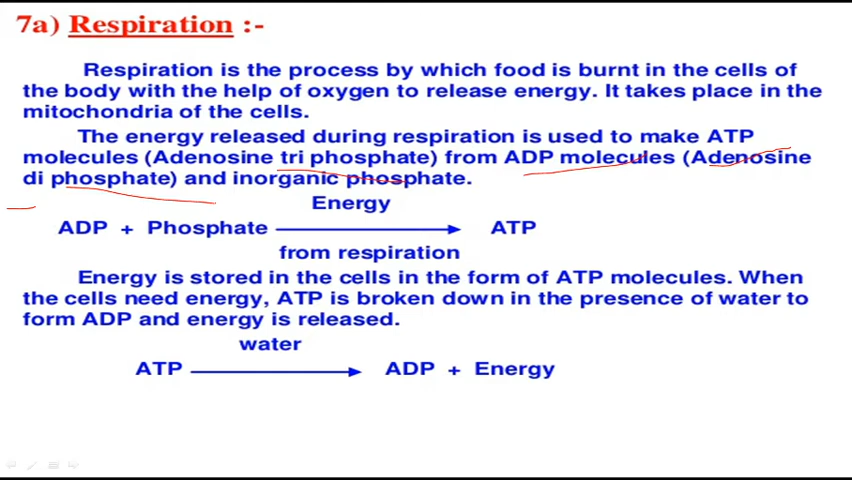 7a) Respiration :-
Respiration is the process by which food is burnt in the cells of
the body with the help of oxygen to release energy. It takes place in the
mitochondria of the cells.
The energy released during respiration is used to make ATP
molecules (Adenosine tri phosphate) from ADP molecules (Adenosine
di phosphate) and inorganic phosphate.
Energy
ADP + Phosphate ATP
from respiration
Energy is stored in the cells in the form of ATP molecules. When
the cells need energy, ATP is broken down in the presence of water to
form ADP and energy is released.
water
ATP ADP + Energy